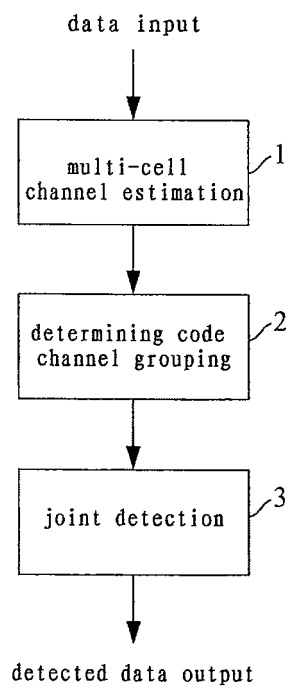 data input
1
multi-cell
channel estimation
2
determining code
channel grouping
3
joint detection
detected data output